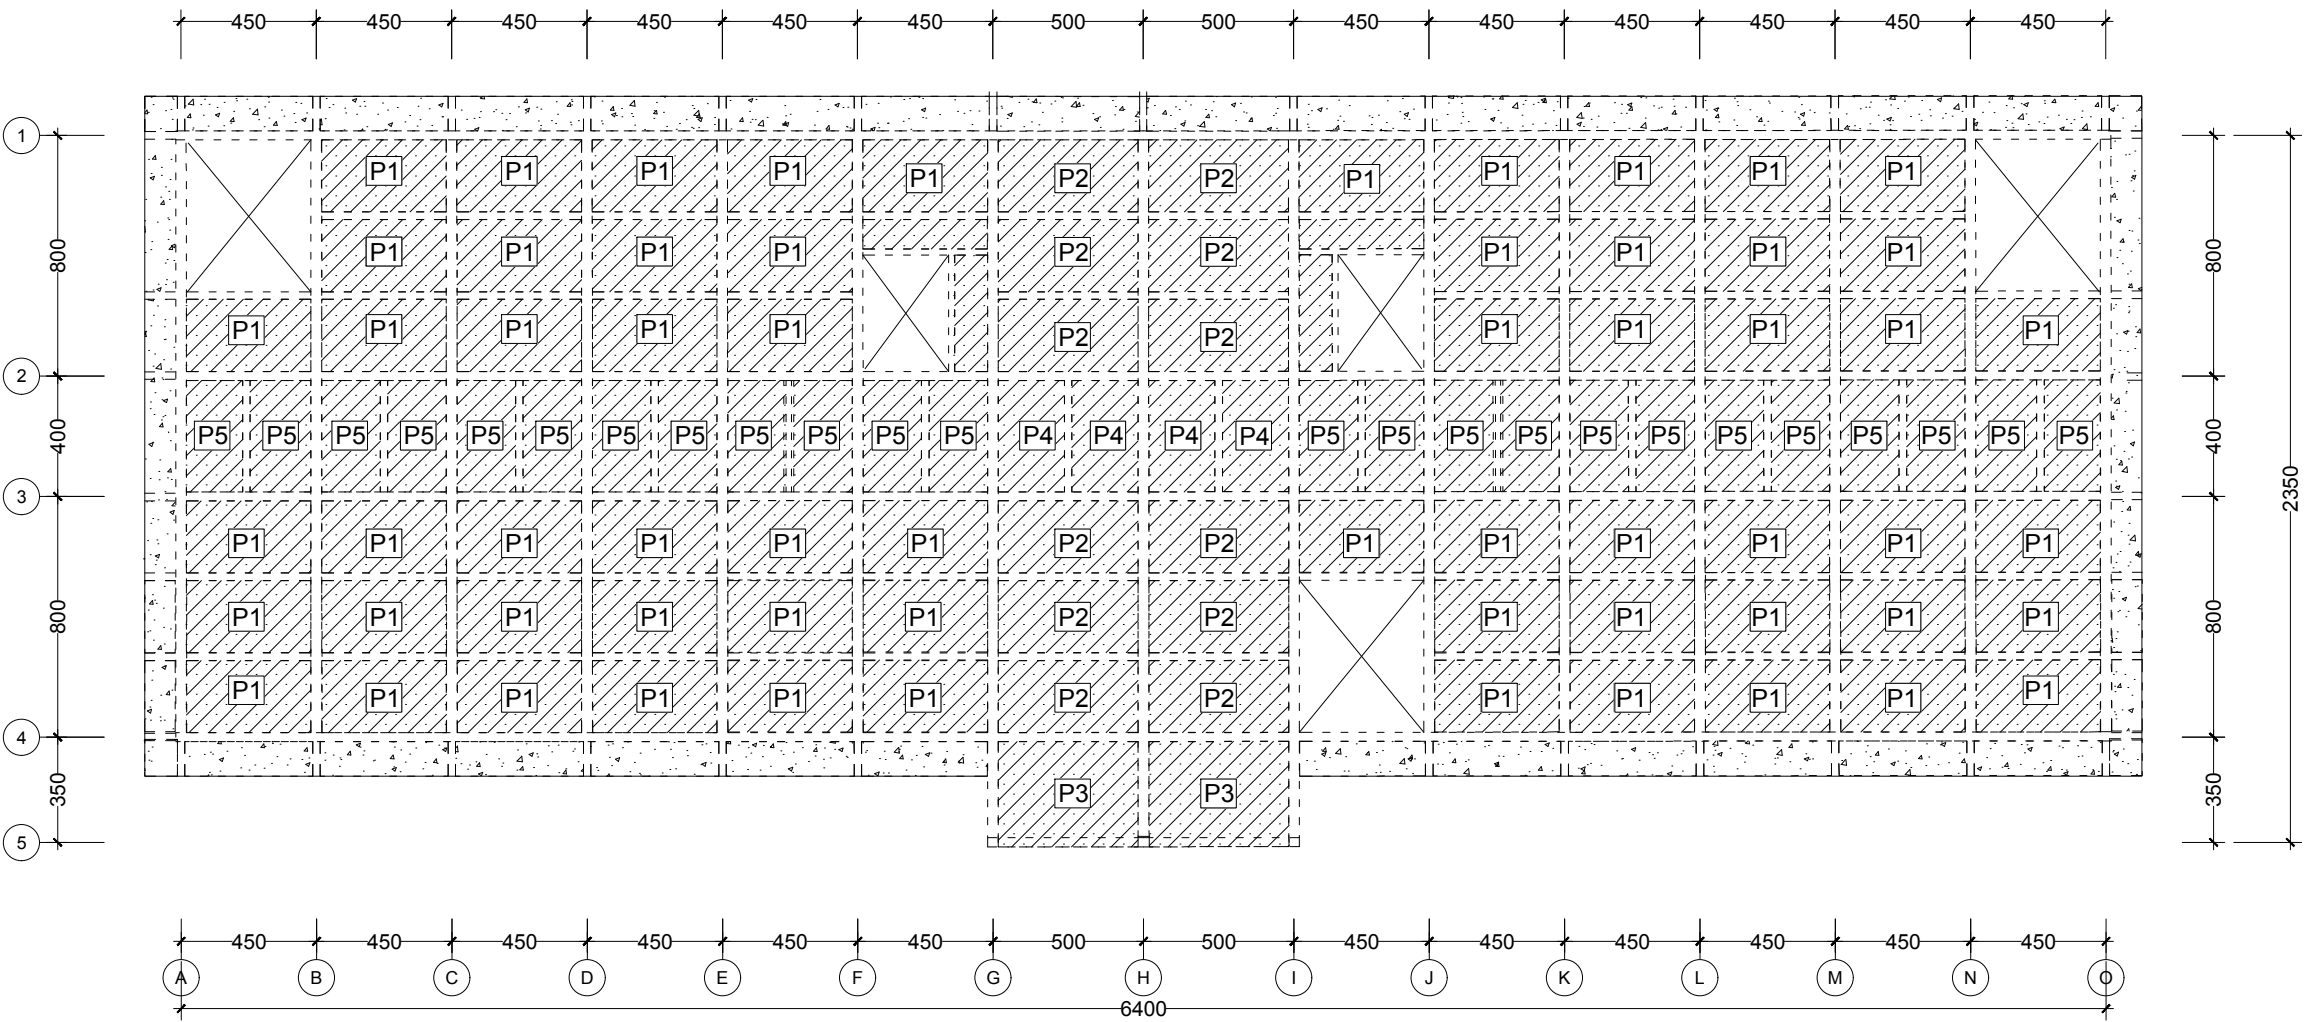 450 450 450 450 450 450 500 500 450 450 450 450 450 450
1
P1 P1 P1 P1 P1 P2 P2 P1 P1 P1 P1 P1
800 P1 P1 P1 P1 P2 P2 P1 P1 P1 P1 800
P1 P1 P1 P1 P1 P2 P2 P1 P1 P1 P1 P1
2
400 P5 P5 P5 P5 P5 P5 P5 P5 P5 P5 P5 P5 P4 P4 P4 P4 P5 P5 P5 P5 P5 P5 P5 P5 P5 P5 P5 P5 400
3 2350
P1 P1 P1 P1 P1 P1 P2 P2 P1 P1 P1 P1 P1 P1
800 P1 P1 P1 P1 P1 P1 P2 P2 P1 P1 P1 P1 P1 800
P1 P1 P1 P1 P1 P1 P2 P2 P1 P1 P1 P1 P1
4
350 P3 P3 350
5
450 450 450 450 450 450 500 500 450 450 450 450 450 450
A B C D E F G H I J K L M N O
6400